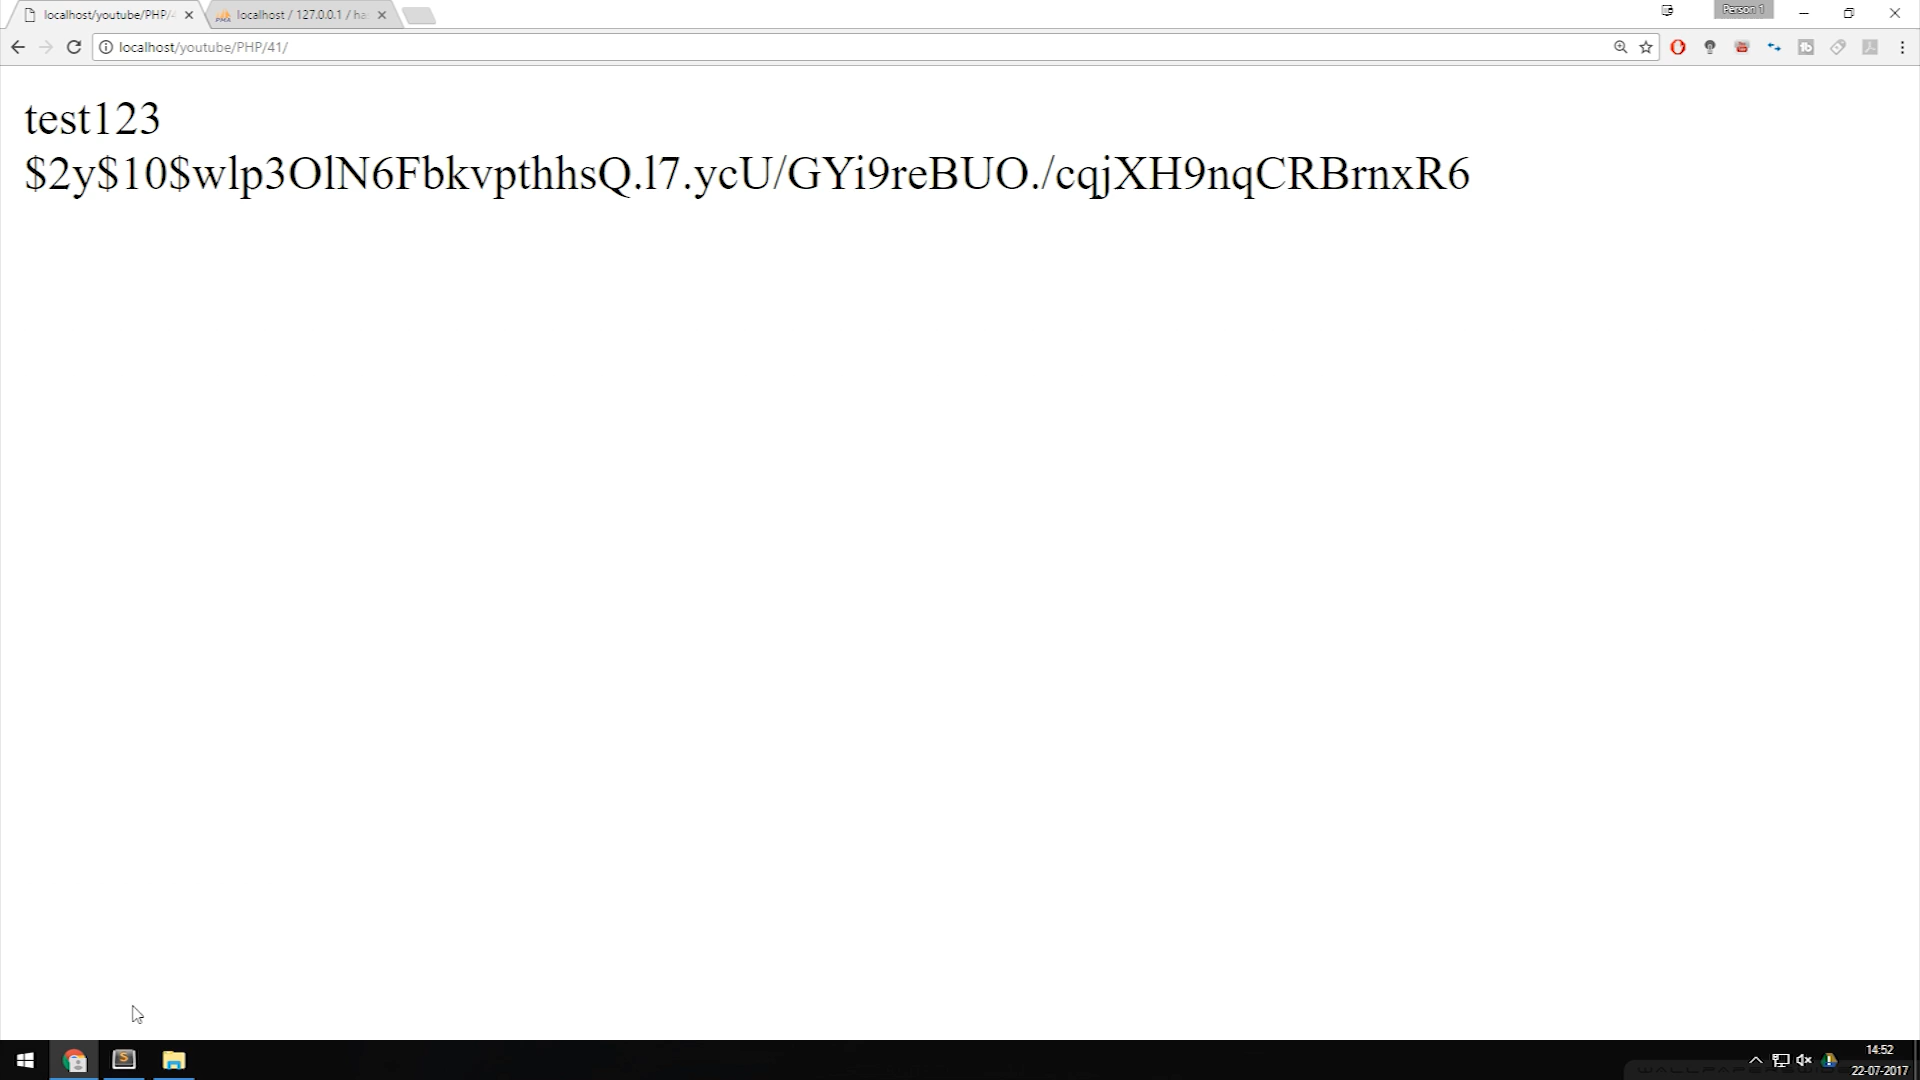 localhost/youtube/PHP/4
localhost / 127.0.0.1 / ha
Person 1
localhost/youtube/PHP/41/
test123
$2y$10$wlp3OlN6FbkvpthhsQ.l7.ycU/GYi9reBUO./cqjXH9nqCRBrnxR6
14:52
22-07-2017